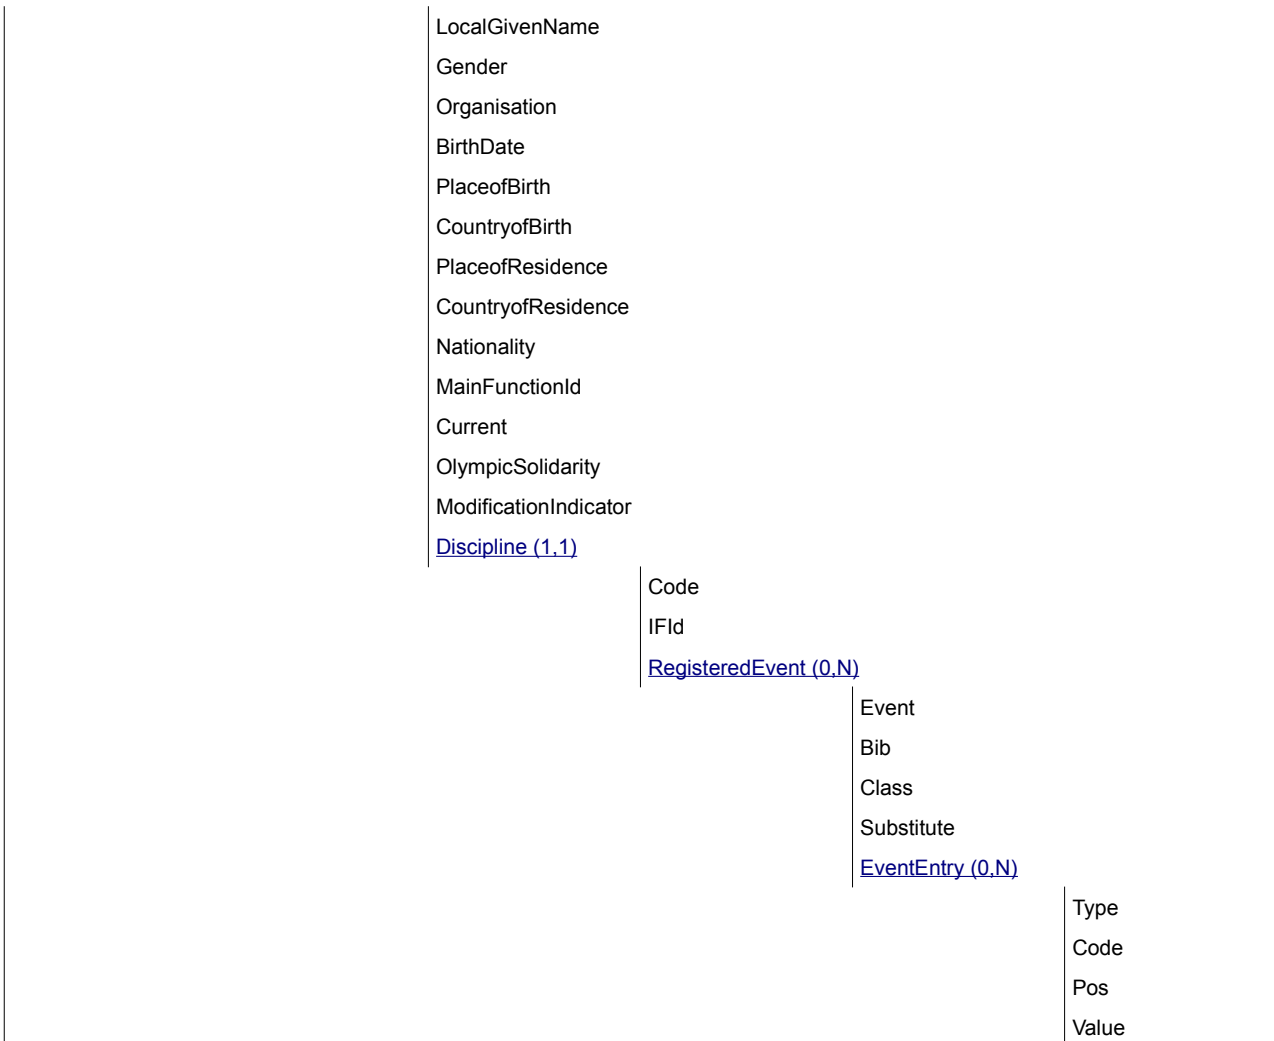 LocalGivenName
Gender
Organisation
BirthDate
PlaceofBirth
CountryofBirth
PlaceofResidence
CountryofResidence
Nationality
MainFunctionId
Current
OlympicSolidarity
ModificationIndicator
Discipline (1,1)
Code
IFId
RegisteredEvent (0,N)
Event
Bib
Class
Substitute
EventEntry (0,N)
Type
Code
Pos
Value